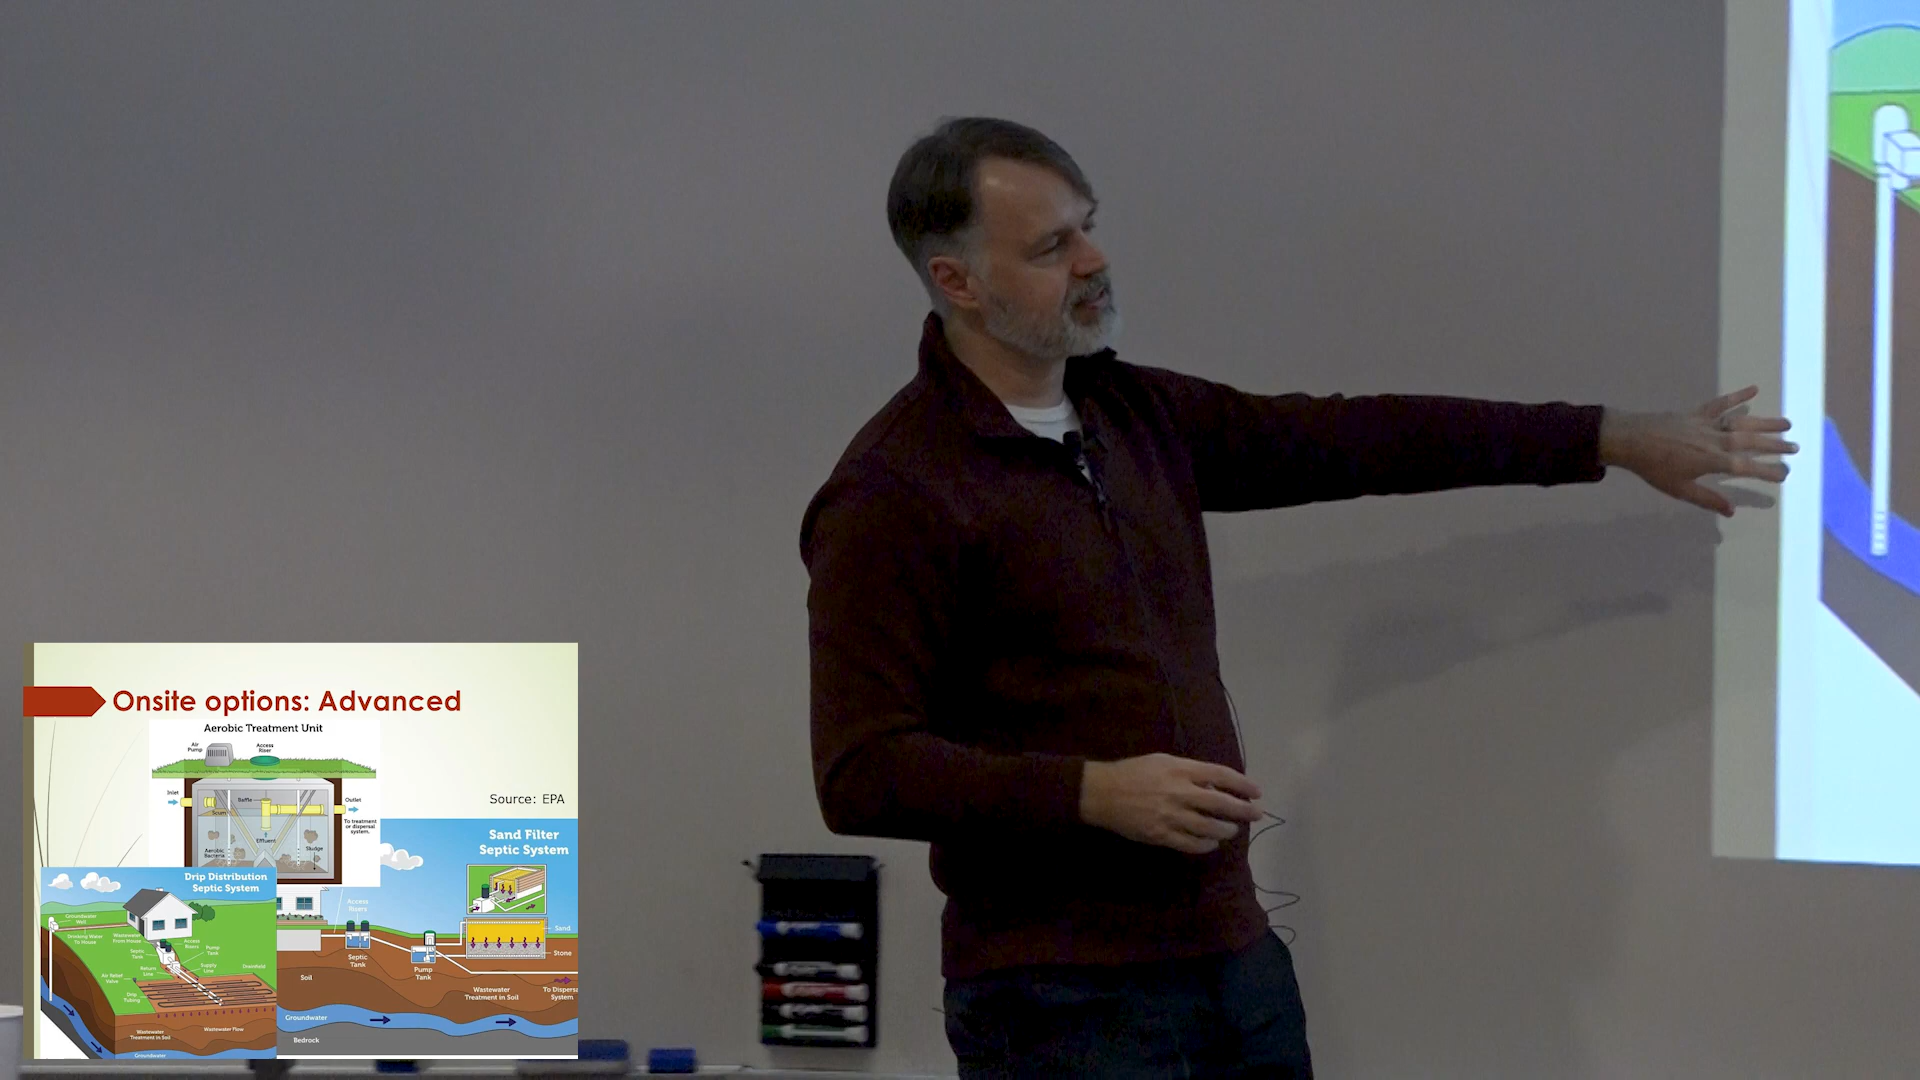 Onsite options: Advanced
Aerobic Treatment Unit
Air
Pump
Access
Riser
Inlet
Baffle
Outlet
Scum
To treatment
or dispersal
system.
Effluent
Aerobic
Bacteria
Sludge
Source: EPA
Sand Filter
Septic System
Access
Risers
Sand
Septic
Tank
Stone
Pump
Tank
Soil
Wastewater
Treatment in Soil
To Dispersa
System
Groundwater
Bedrock
Drip Distribution
Septic System
Groundwater
Well
Drinking Water
To House
Wastewater
From House
Access
Risers
Septic
Tank
Pump
Tank
Return
Line
Supply
Line
Drainfield
Air Relief
Valve
Drip
Tubing
Wastewater
Treatment in Soil
Wastewater Flow
Groundwater